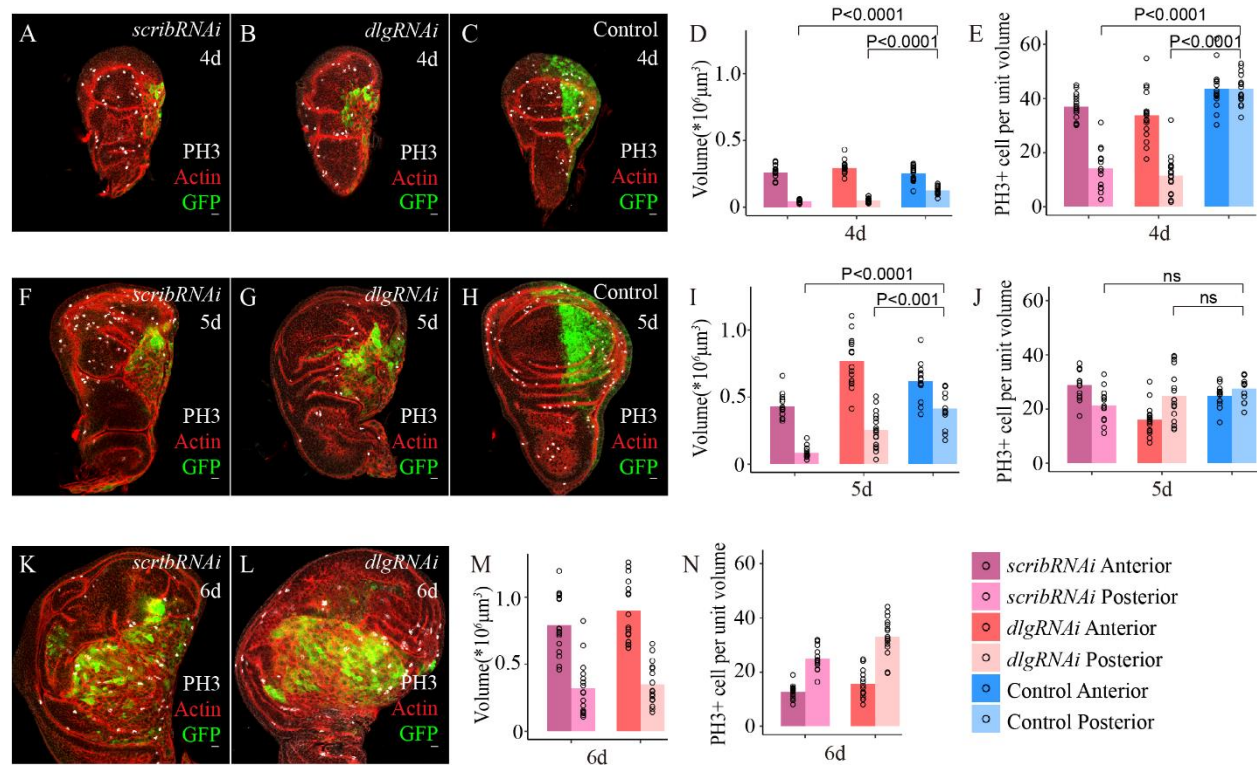 A scribRNAi
4d
PH3
Actin
GFP
B dlgRNAi
4d
PH3
Actin
GFP
C Control
4d
PH3
Actin
GFP
D P<0.0001
P<0.0001
Volume(*10⁶μm³)
1.0
0.5
0
4d
E P<0.0001
P<0.0001
PH3+ cell per unit volume
60
40
20
0
4d
F scribRNAi
5d
PH3
Actin
GFP
G dlgRNAi
5d
PH3
Actin
GFP
H Control
5d
PH3
Actin
GFP
I P<0.0001
P<0.001
Volume(*10⁶μm³)
1.0
0.5
0
5d
J ns
ns
PH3+ cell per unit volume
60
40
20
0
5d
K scribRNAi
6d
PH3
Actin
GFP
L dlgRNAi
6d
PH3
Actin
GFP
M
Volume(*10⁶μm³)
1.0
0.5
0
6d
N
PH3+ cell per unit volume
60
40
20
0
6d
scribRNAi Anterior
scribRNAi Posterior
dlgRNAi Anterior
dlgRNAi Posterior
Control Anterior
Control Posterior